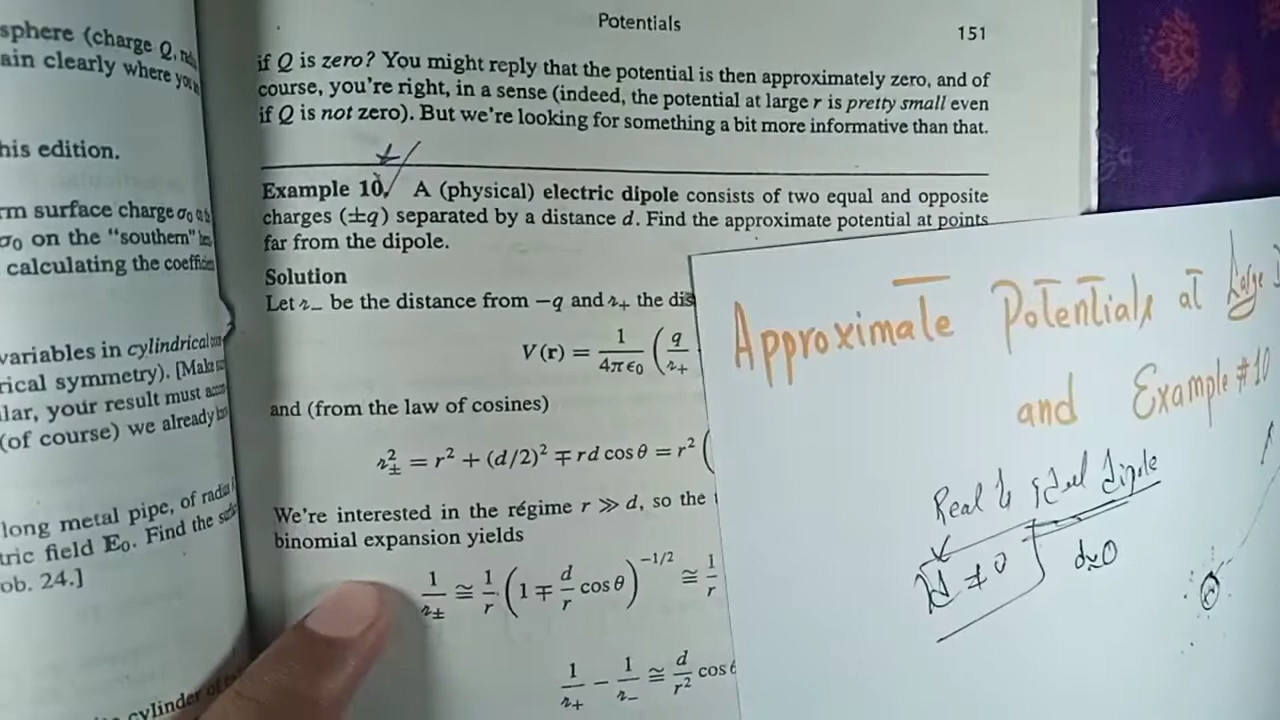 sphere (charge Q,
ain clearly where you
his edition.
rm surface charge σ₀
σ₀ on the "southern"
calculating the
variables in cylindrical
rical symmetry). [Make
lar, your result must
(of course) we already
long metal pipe, of
tric field E₀. Find the
ob. 24.]
cylinder of
Potentials
151
if Q is zero? You might reply that the potential is then approximately zero, and of
course, you're right, in a sense (indeed, the potential at large r is pretty small even
if Q is not zero). But we're looking for something a bit more informative than that.
Example 10. A (physical) electric dipole consists of two equal and opposite
charges (±q) separated by a distance d. Find the approximate potential at points
far from the dipole.
Solution
Let 𝓇₋ be the distance from −q and 𝓇₊ the dis
V(r) = 1/4πϵ₀ (q/𝓇₊
and (from the law of cosines)
𝓇²± = r² + (d/2)² ∓ rd cos θ = r² (
We're interested in the régime r ≫ d, so the
binomial expansion yields
1/𝓇± ≅ 1/r (1 ∓ d/r cos θ)^−1/2 ≅ 1/r
1/𝓇₊ − 1/𝓇₋ ≅ d/r² cos θ
Approximate Potentials at Large
and Example #10
Real &
dipole
d ≠ 0
d≈0